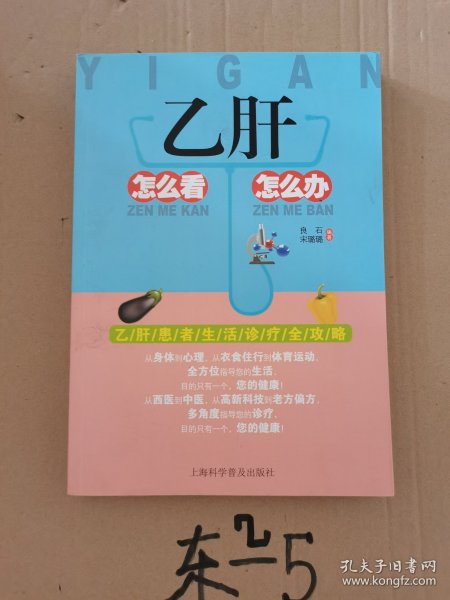 YIGAN
乙肝
怎么看 怎么办
ZEN ME KAN ZEN ME BAN
良 石
宋璐璐 编著
乙/肝/患/者/生/活/诊/疗/全/攻/略
从身体到心理，从衣食住行到体育运动，
全方位指导您的生活，
目的只有一个，您的健康！
从西医到中医，从高新科技到老方偏方，
多角度指导您的诊疗，
目的只有一个，您的健康！
上海科学普及出版社
东2-5
孔夫子旧书网
www.kongfz.com